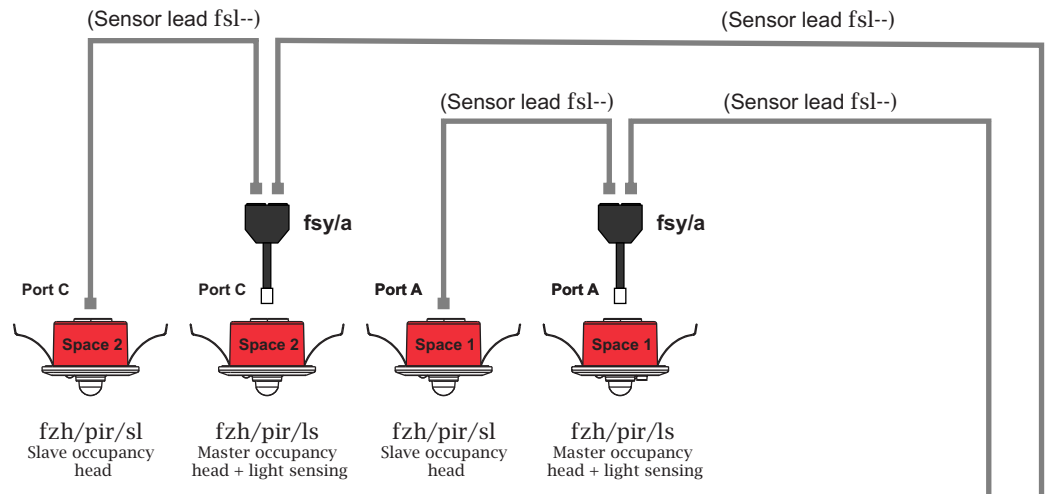 (Sensor lead fsl--)
(Sensor lead fsl--)
(Sensor lead fsl--)
(Sensor lead fsl--)
fsy/a
fsy/a
Port C
Port C
Port A
Port A
Space 2
Space 2
Space 1
Space 1
fzh/pir/sl
Slave occupancy
head
fzh/pir/ls
Master occupancy
head + light sensing
fzh/pir/sl
Slave occupancy
head
fzh/pir/ls
Master occupancy
head + light sensing